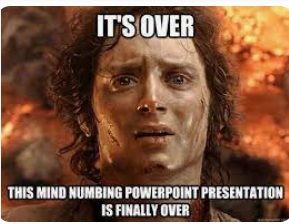 IT'S OVER
THIS MIND NUMBING POWERPOINT PRESENTATION
IS FINALLY OVER